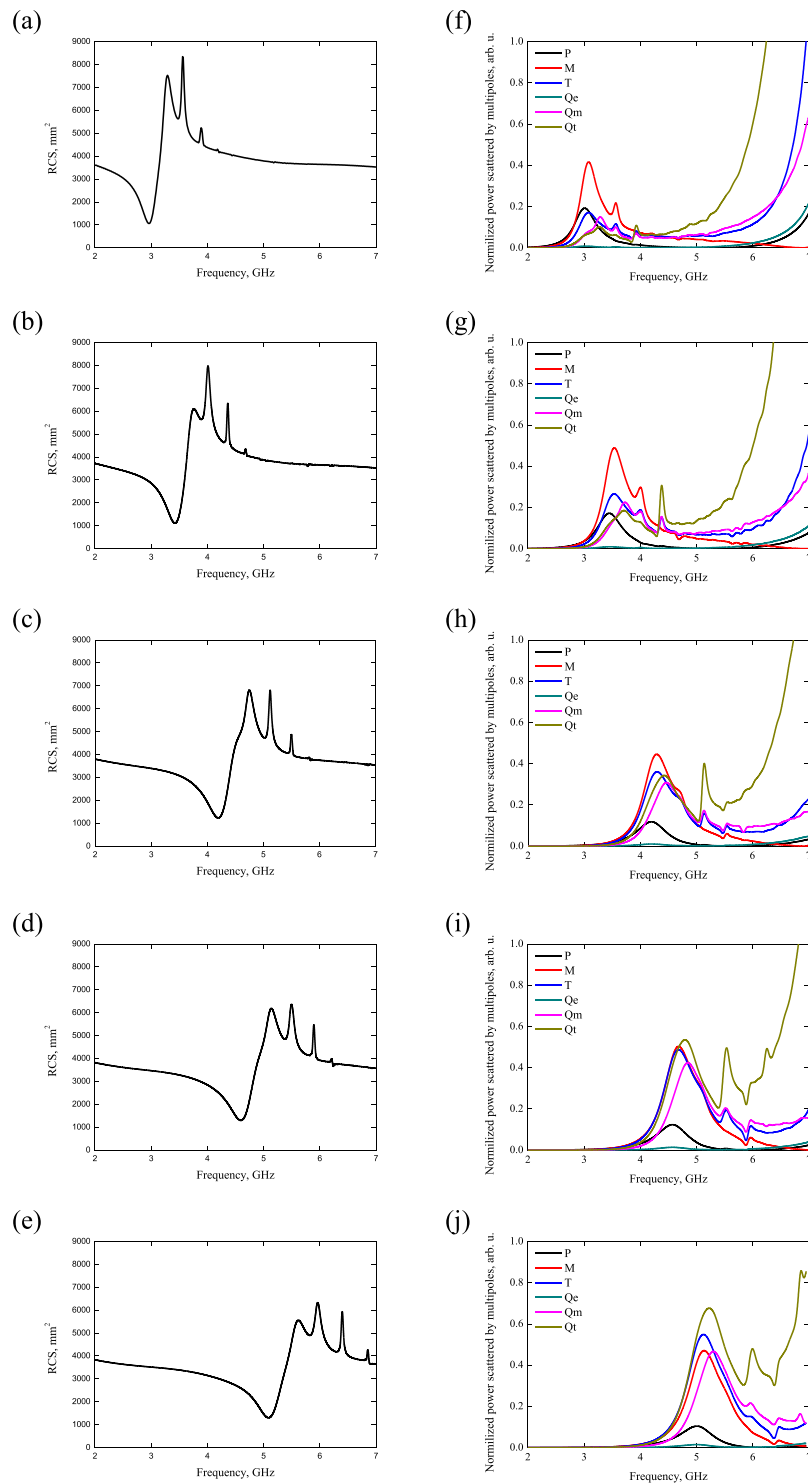 (a)
RCS, mm²
9000
8000
7000
6000
5000
4000
3000
2000
1000
0
2 3 4 5 6 7
Frequency, GHz
(f)
Normilized power scattered by multipoles, arb. u.
1.0
0.8
0.6
0.4
0.2
0.0
P
M
T
Qe
Qm
Qt
2 3 4 5 6 7
Frequency, GHz
(b)
RCS, mm²
9000
8000
7000
6000
5000
4000
3000
2000
1000
0
2 3 4 5 6 7
Frequency, GHz
(g)
Normilized power scattered by multipoles, arb. u.
1.0
0.8
0.6
0.4
0.2
0.0
P
M
T
Qe
Qm
Qt
2 3 4 5 6 7
Frequency, GHz
(c)
RCS, mm²
9000
8000
7000
6000
5000
4000
3000
2000
1000
0
2 3 4 5 6 7
Frequency, GHz
(h)
Normilized power scattered by multipoles, arb. u.
1.0
0.8
0.6
0.4
0.2
0.0
P
M
T
Qe
Qm
Qt
2 3 4 5 6 7
Frequency, GHz
(d)
RCS, mm²
9000
8000
7000
6000
5000
4000
3000
2000
1000
0
2 3 4 5 6 7
Frequency, GHz
(i)
Normilized power scattered by multipoles, arb. u.
1.0
0.8
0.6
0.4
0.2
0.0
P
M
T
Qe
Qm
Qt
2 3 4 5 6 7
Frequency, GHz
(e)
RCS, mm²
9000
8000
7000
6000
5000
4000
3000
2000
1000
0
2 3 4 5 6 7
Frequency, GHz
(j)
Normilized power scattered by multipoles, arb. u.
1.0
0.8
0.6
0.4
0.2
0.0
P
M
T
Qe
Qm
Qt
2 3 4 5 6 7
Frequency, GHz